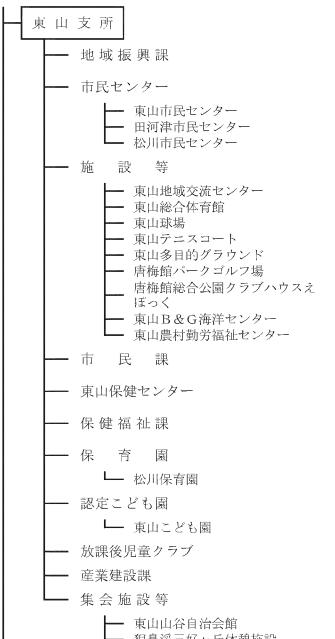 東山支所
地域振興課
市民センター
東山市民センター
田河津市民センター
松川市民センター
施設等
東山地域交流センター
東山総合体育館
東山球場
東山テニスコート
東山多目的グラウンド
唐梅館パークゴルフ場
唐梅館総合公園クラブハウスえ
ぽっく
東山B&G海洋センター
東山農村勤労福祉センター
市民課
東山保健センター
保健福祉課
保育園
松川保育園
認定こども園
東山こども園
放課後児童クラブ
産業建設課
集会施設等
東山山谷自治会館